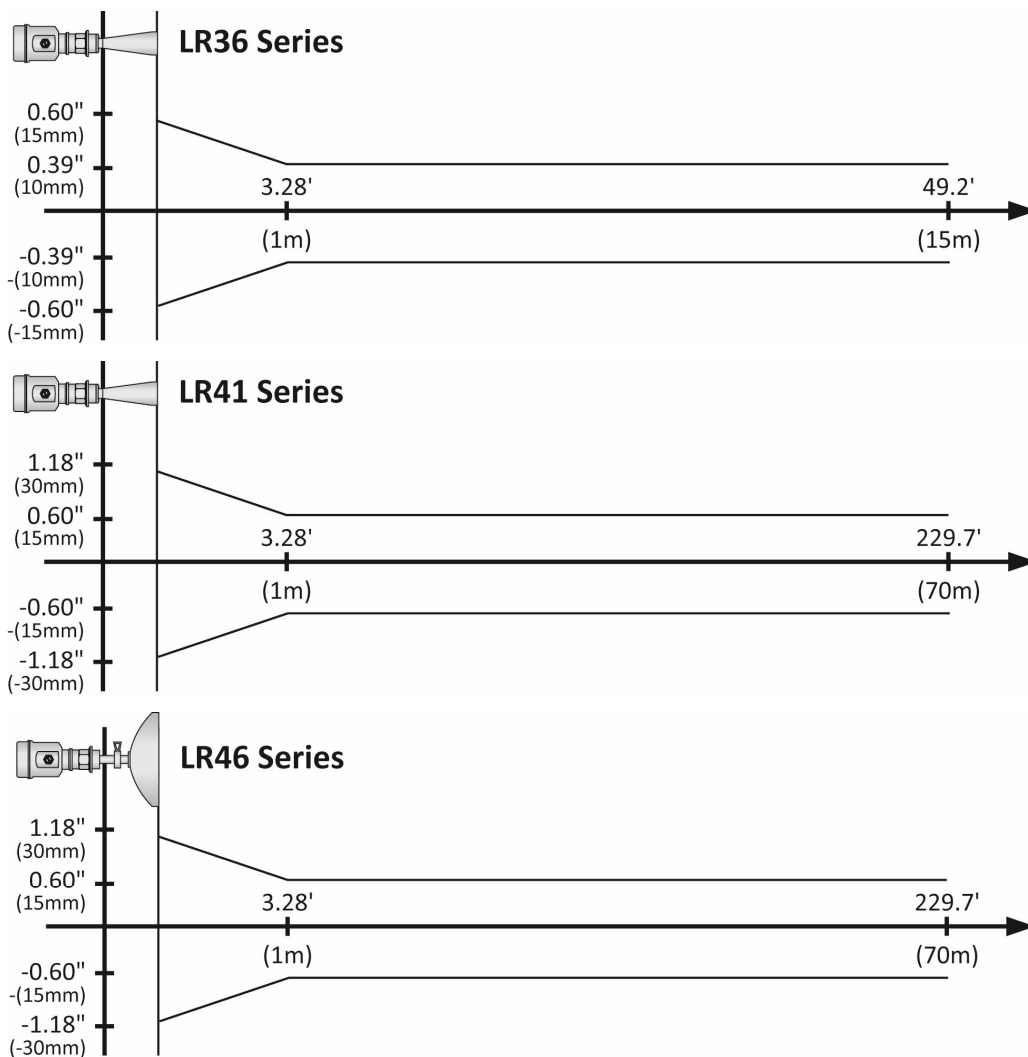 LR36 Series
0.60"
(15mm)
0.39"
(10mm)
3.28'
49.2'
(1m)
(15m)
-0.39"
-(10mm)
-0.60"
(-15mm)
LR41 Series
1.18"
(30mm)
0.60"
(15mm)
3.28'
229.7'
(1m)
(70m)
-0.60"
-(15mm)
-1.18"
(-30mm)
LR46 Series
1.18"
(30mm)
0.60"
(15mm)
3.28'
229.7'
(1m)
(70m)
-0.60"
-(15mm)
-1.18"
(-30mm)